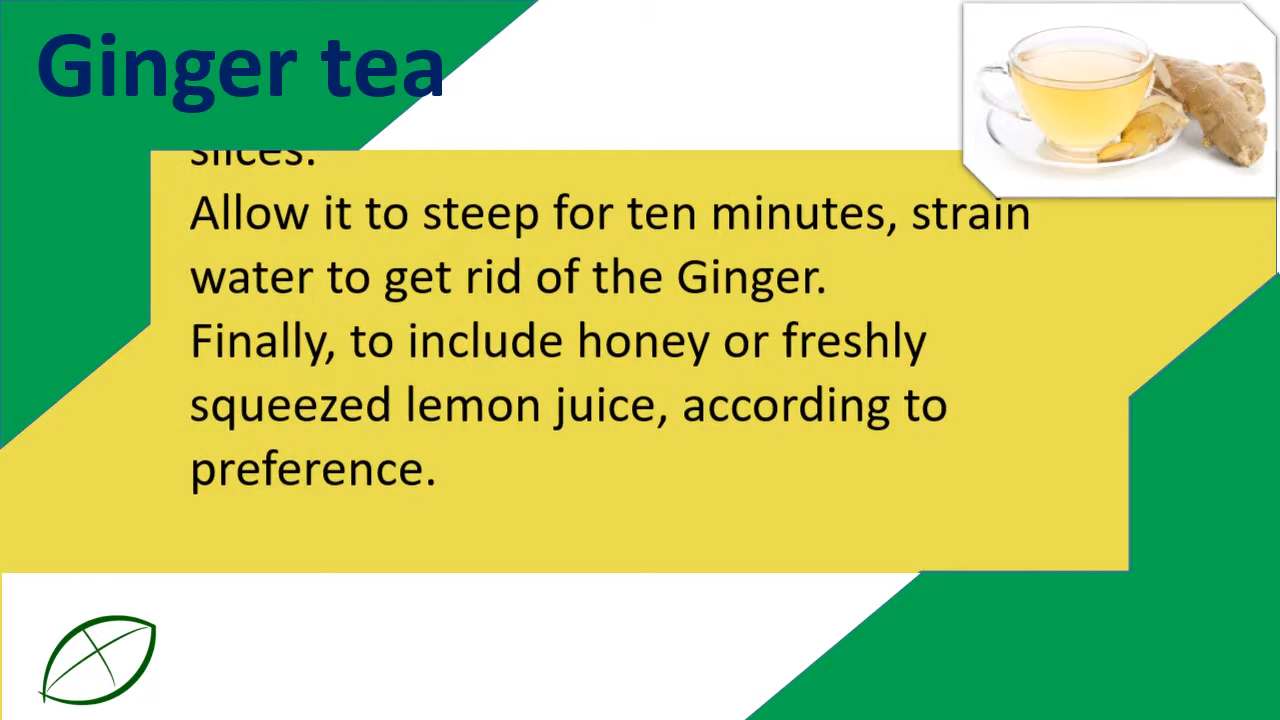 Ginger tea
slices.
Allow it to steep for ten minutes, strain
water to get rid of the Ginger.
Finally, to include honey or freshly
squeezed lemon juice, according to
preference.